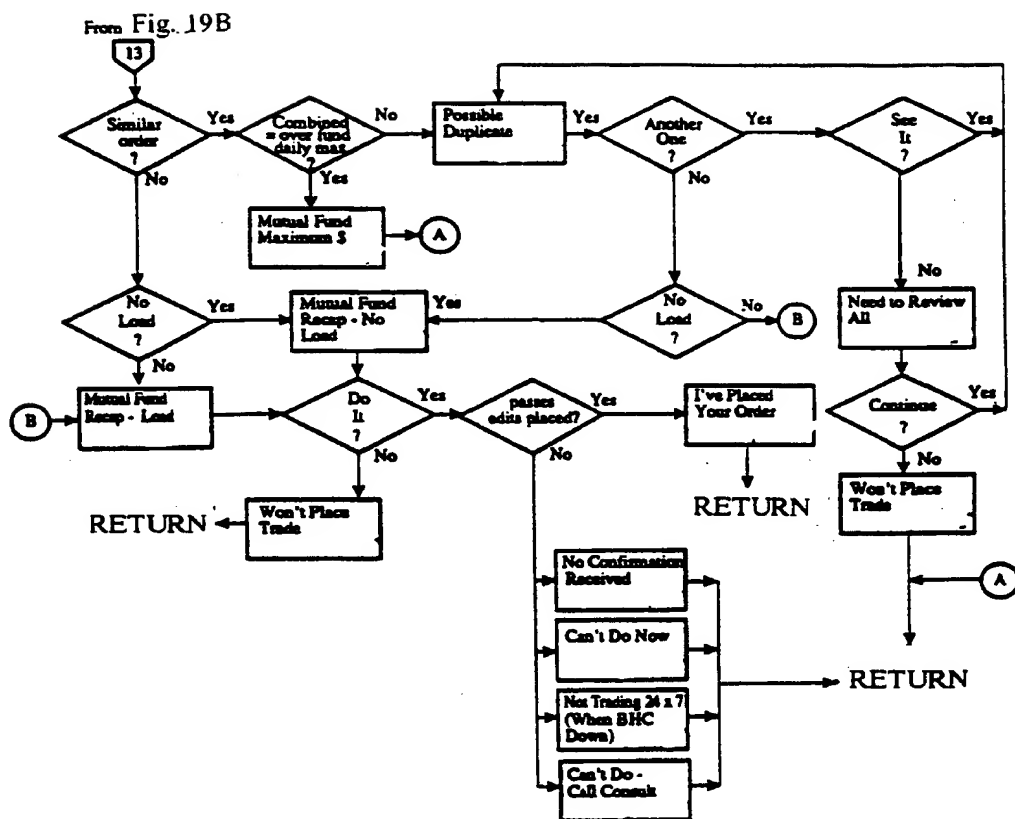 From Fig. 19B
13
Similar
order
?
Yes
No
Combined
= over fund
daily max
?
No
Yes
Possible
Duplicate
Yes
Another
One
?
Yes
No
See
It
?
Yes
No
Mutual Fund
Maximum $
A
No
Load
?
Yes
No
Mutual Fund
Recap - No
Load
Yes
No
Load
?
No
B
Need to Review
All
B
Mutual Fund
Recap - Load
Do
It
?
Yes
No
passes
edits placed?
Yes
No
I've Placed
Your Order
Continue
?
Yes
No
RETURN
Won't Place
Trade
RETURN
Won't Place
Trade
No Confirmation
Received
A
Can't Do Now
RETURN
Not Trading 24 x 7
(When BHC
Down)
Can't Do -
Call Consult